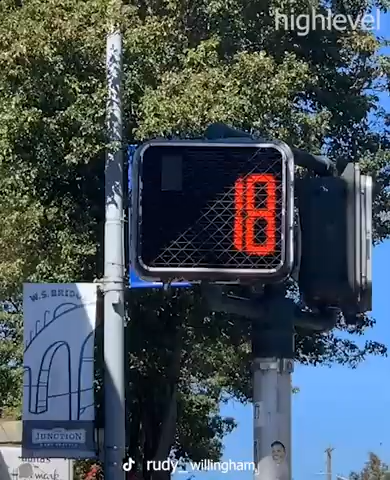 highlevel
18
W.S. BRIDGE
JUNCTION
rudy_willingham